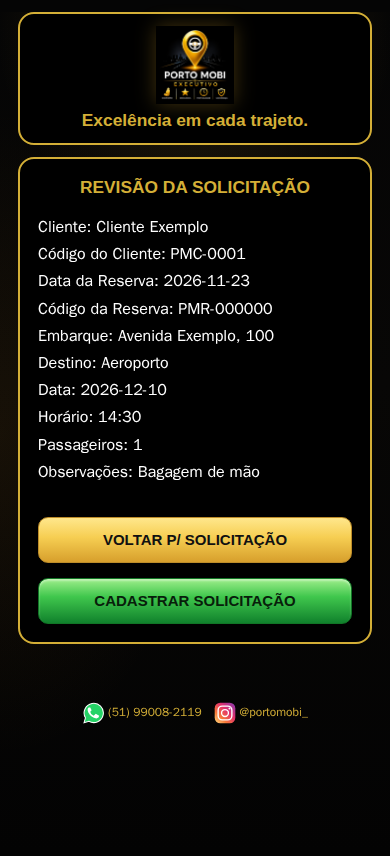 PORTO MOBI
EXECUTIVO
Excelência em cada trajeto.
REVISÃO DA SOLICITAÇÃO
Cliente: Cliente Exemplo
Código do Cliente: PMC-0001
Data da Reserva: 2026-11-23
Código da Reserva: PMR-000000
Embarque: Avenida Exemplo, 100
Destino: Aeroporto
Data: 2026-12-10
Horário: 14:30
Passageiros: 1
Observações: Bagagem de mão
VOLTAR P/ SOLICITAÇÃO
CADASTRAR SOLICITAÇÃO
(51) 99008-2119 @portomobi_